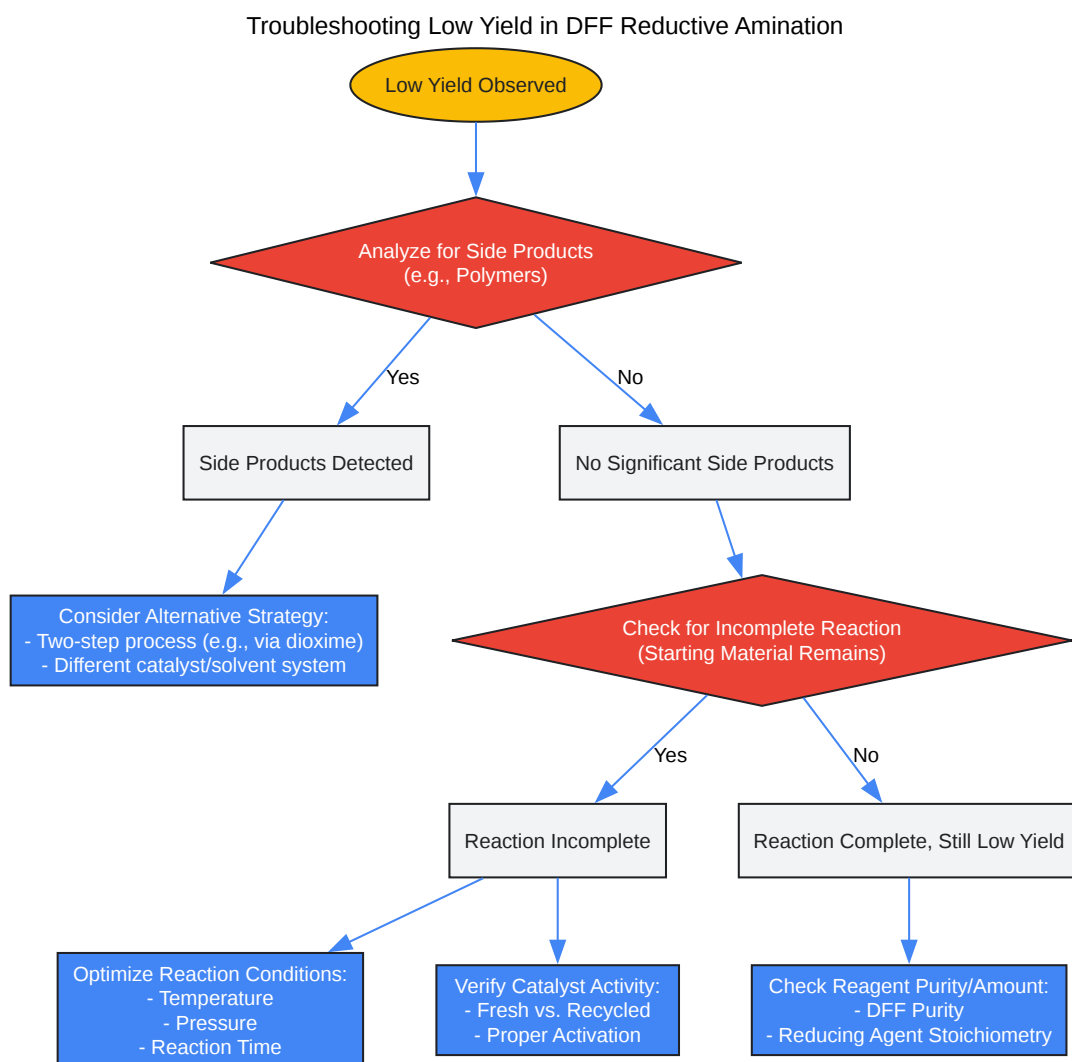 Troubleshooting Low Yield in DFF Reductive Amination
Low Yield Observed
Analyze for Side Products
(e.g., Polymers)
Yes
No
Side Products Detected
No Significant Side Products
Consider Alternative Strategy:
- Two-step process (e.g., via dioxime)
- Different catalyst/solvent system
Check for Incomplete Reaction
(Starting Material Remains)
Yes
No
Reaction Incomplete
Reaction Complete, Still Low Yield
Optimize Reaction Conditions:
- Temperature
- Pressure
- Reaction Time
Verify Catalyst Activity:
- Fresh vs. Recycled
- Proper Activation
Check Reagent Purity/Amount:
- DFF Purity
- Reducing Agent Stoichiometry